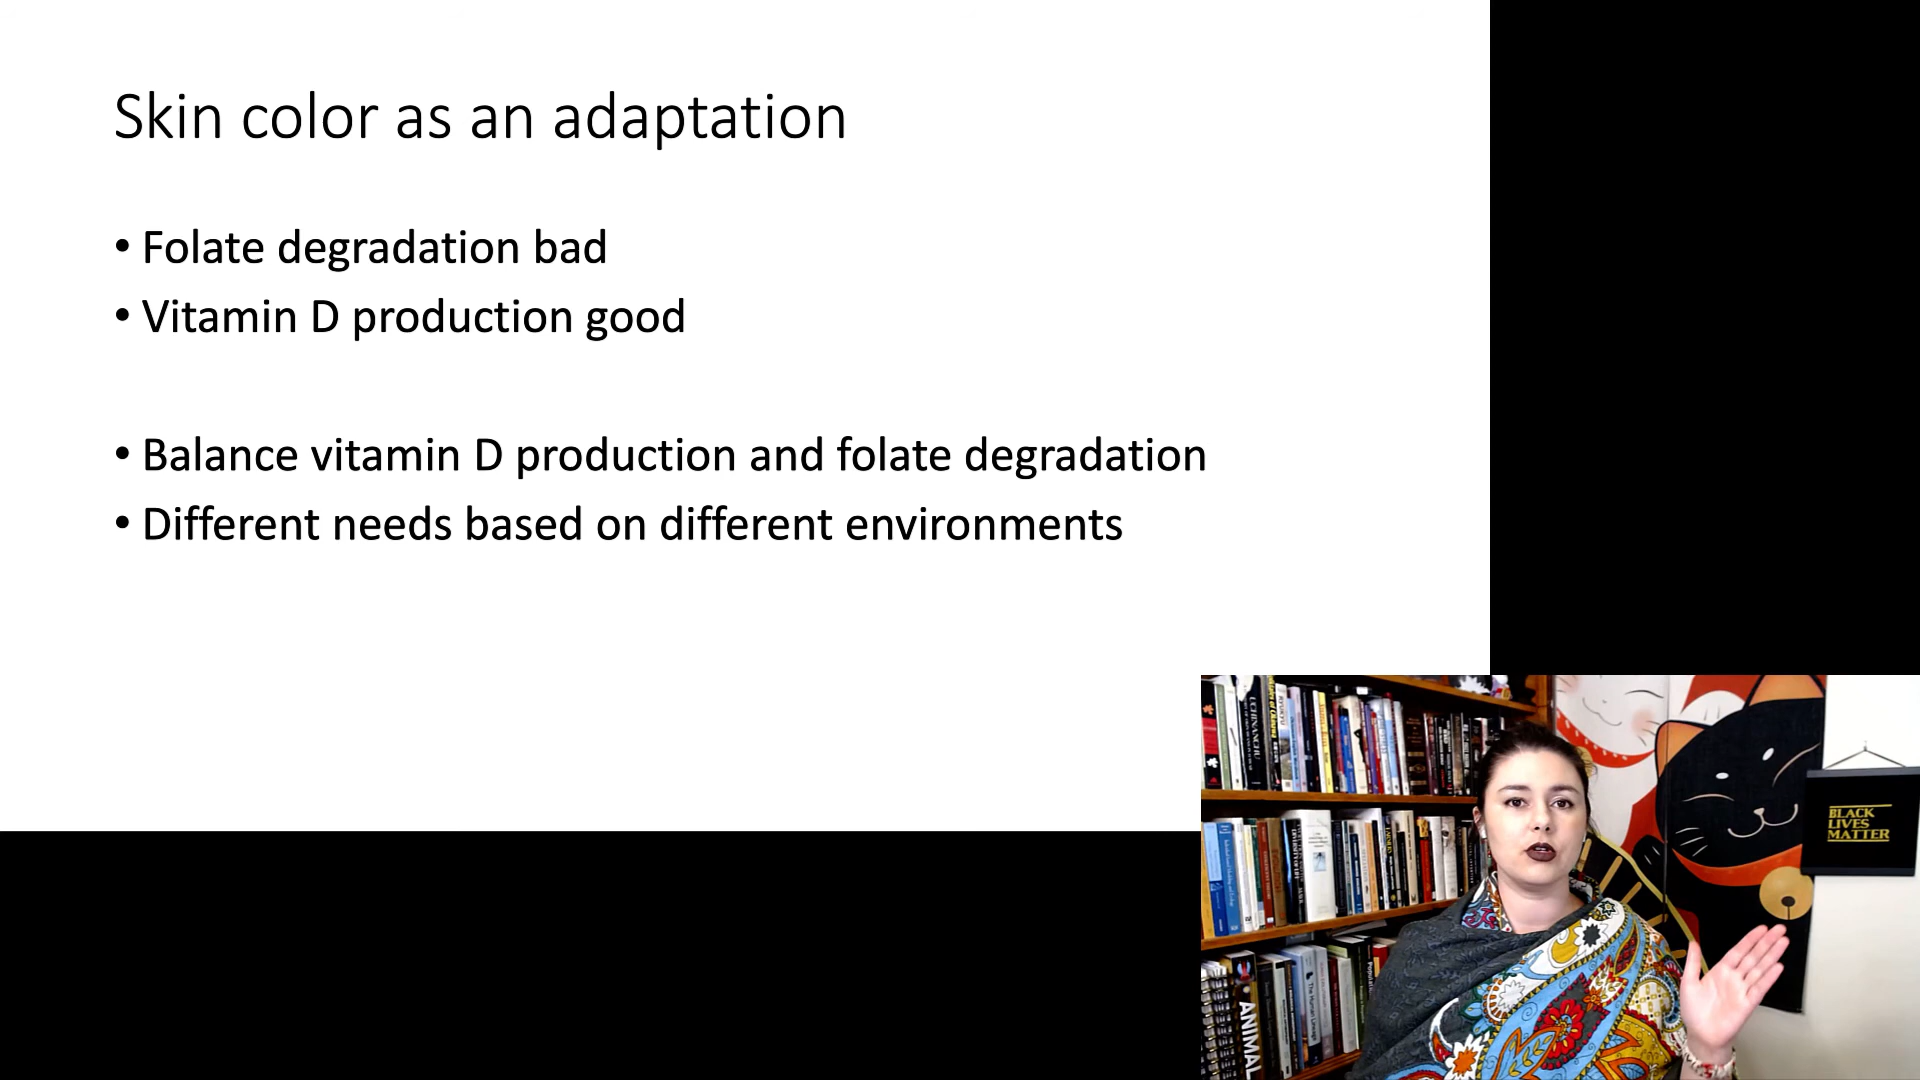 Skin color as an adaptation
• Folate degradation bad
• Vitamin D production good
• Balance vitamin D production and folate degradation
• Different needs based on different environments
BLACK
LIVES
MATTER
ANIMAL